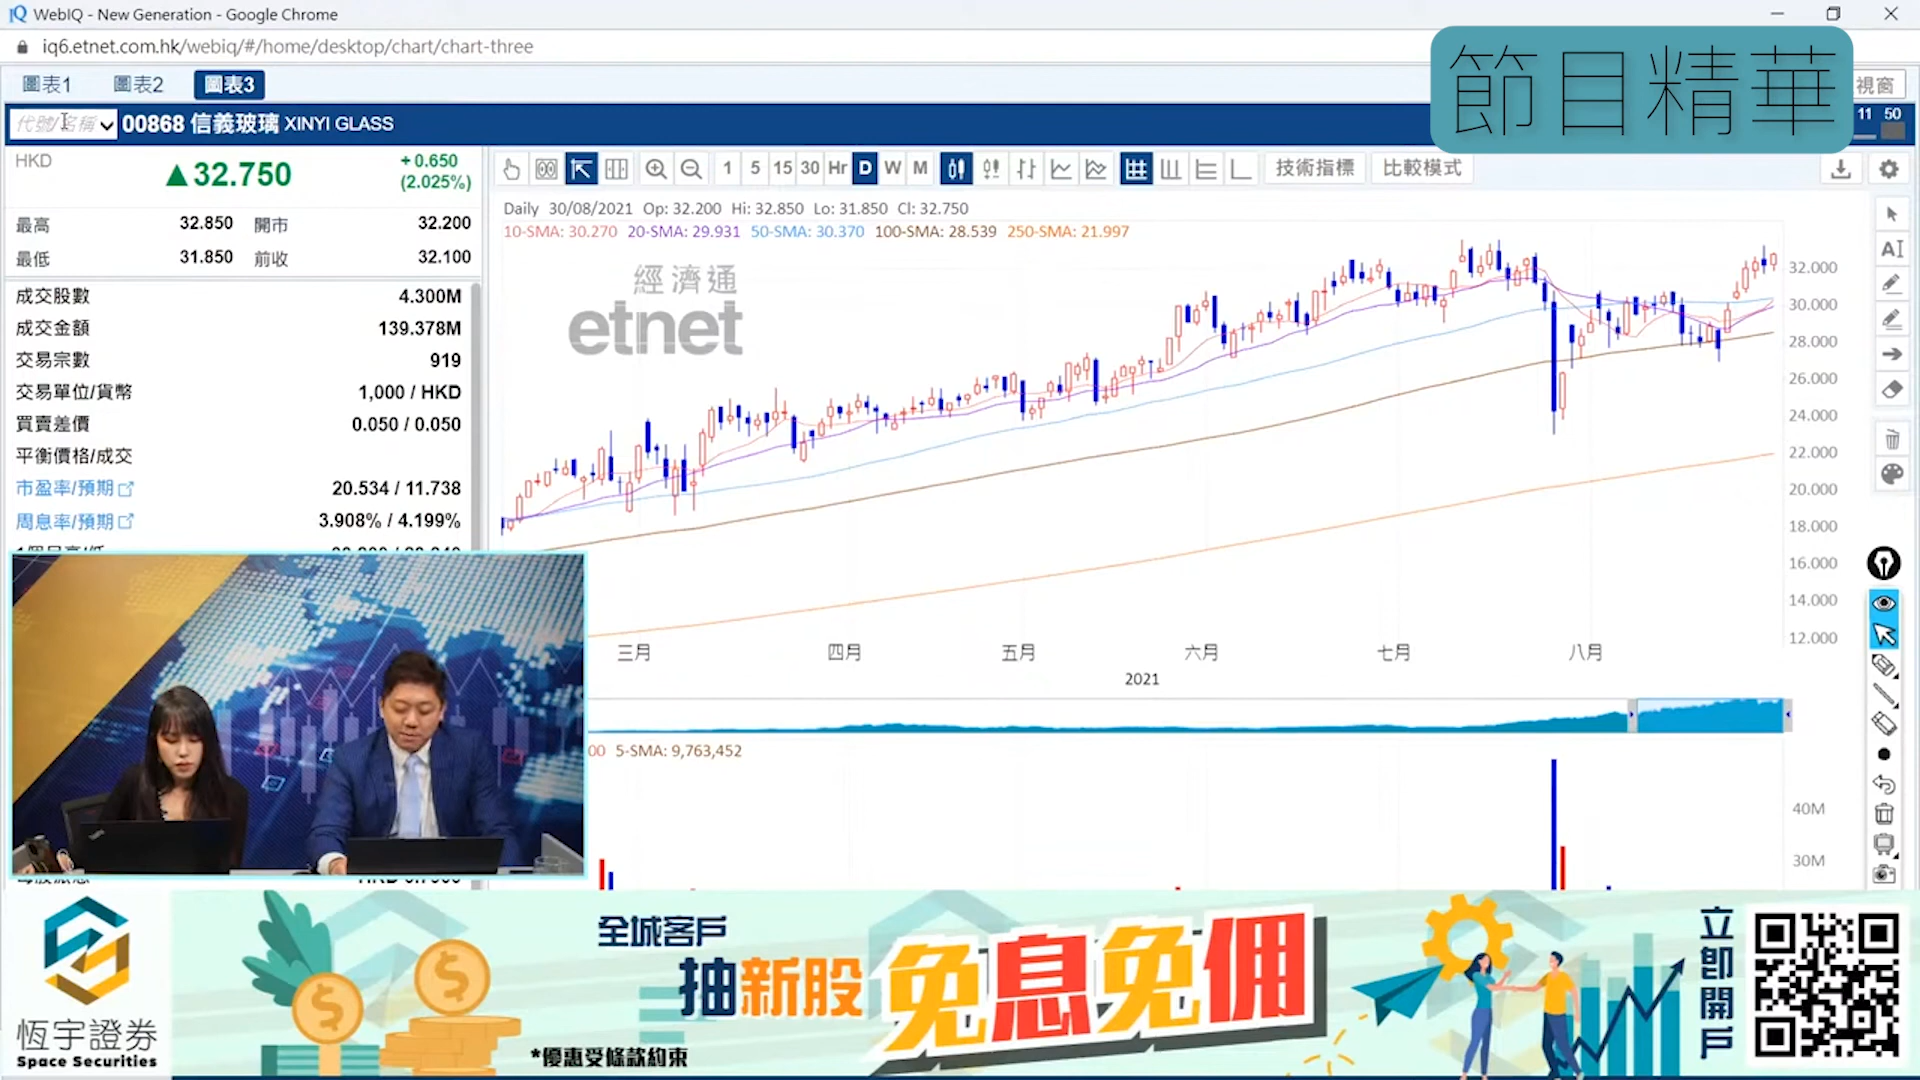 WebIQ - New Generation - Google Chrome
iq6.etnet.com.hk/webiq/#/home/desktop/chart/chart-three
圖表1 圖表2 圖表3
視窗
節目精華
代號/名稱 00868 信義玻璃 XINYI GLASS
11 50
HKD ▲32.750 +0.650 (2.025%)
最高 32.850 開市 32.200
最低 31.850 前收 32.100
成交股數 4.300M
成交金額 139.378M
交易宗數 919
交易單位/貨幣 1,000 / HKD
買賣差價 0.050 / 0.050
平衡價格/成交
市盈率/預期 20.534 / 11.738
周息率/預期 3.908% / 4.199%
1 5 15 30 Hr D W M 技術指標 比較模式
Daily 30/08/2021 Op: 32.200 Hi: 32.850 Lo: 31.850 Cl: 32.750
10-SMA: 30.270 20-SMA: 29.931 50-SMA: 30.370 100-SMA: 28.539 250-SMA: 21.997
經濟通
etnet
AI
32.000
30.000
28.000
26.000
24.000
22.000
20.000
18.000
16.000
14.000
12.000
三月 四月 五月 六月 七月 八月
2021
00 5-SMA: 9,763,452
40M
30M
恆宇證券
Space Securities
全城客戶
抽新股
免息免佣
*優惠受條款約束
立即開戶